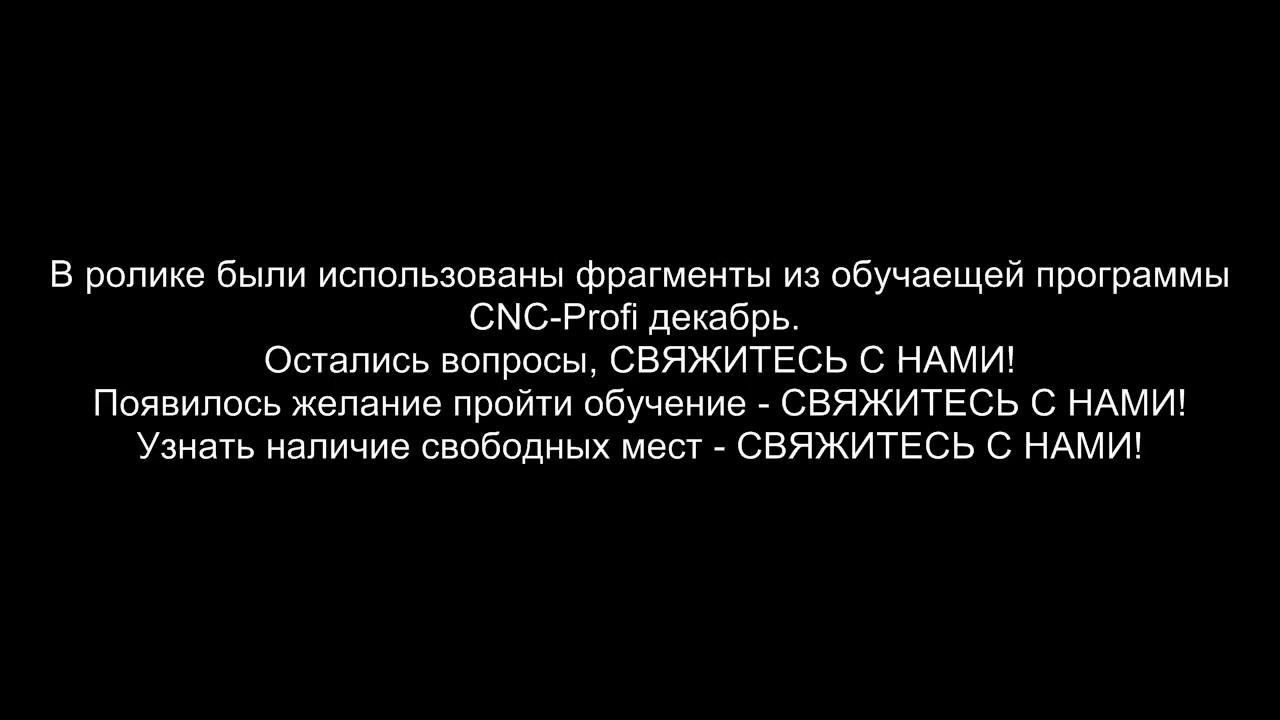 В ролике были использованы фрагменты из обучаещей программы
CNC-Profi декабрь.
Остались вопросы, СВЯЖИТЕСЬ С НАМИ!
Появилось желание пройти обучение - СВЯЖИТЕСЬ С НАМИ!
Узнать наличие свободных мест - СВЯЖИТЕСЬ С НАМИ!